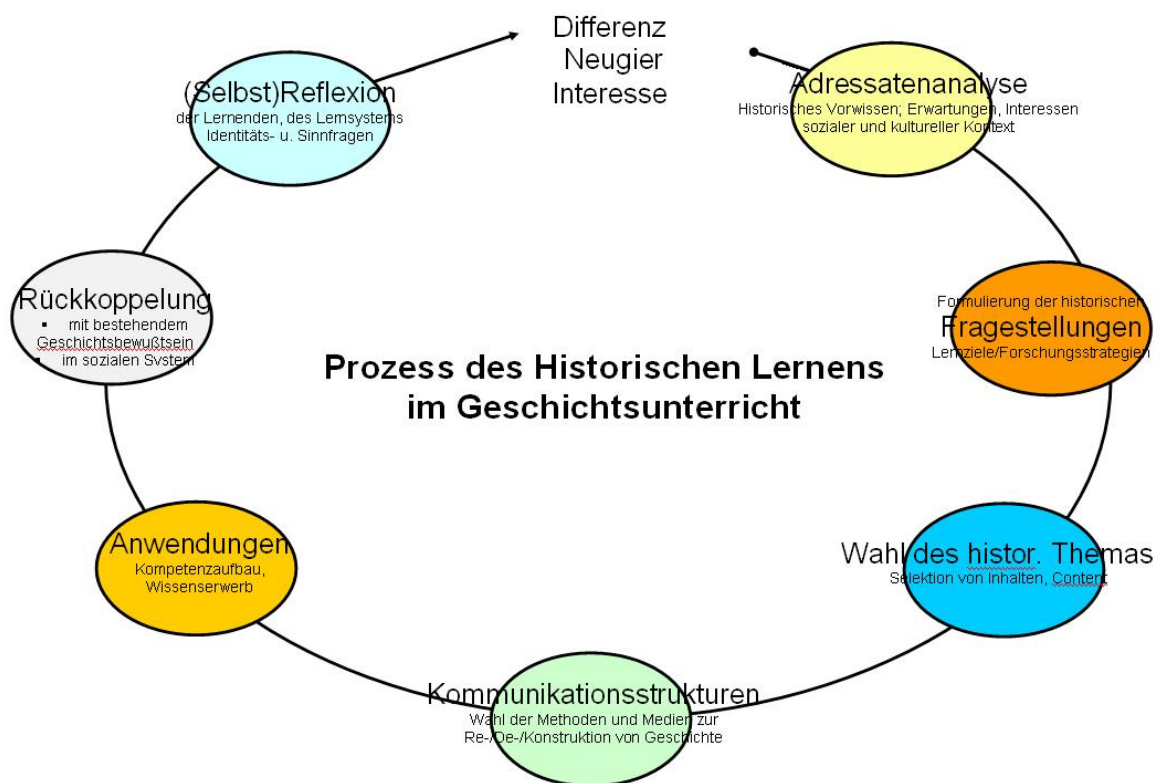 Differenz
Neugier
Interesse
Adressatenanalyse
Historisches Vorwissen; Erwartungen, Interessen
sozialer und kultureller Kontext
Formulierung der historischen
Fragestellungen
Lernziele/Forschungsstrategien
Wahl des histor. Themas
Selektion von Inhalten, Content
Kommunikationsstrukturen
Wahl der Methoden und Medien zur
Re-/De-/Konstruktion von Geschichte
Anwendungen
Kompetenzaufbau,
Wissenserwerb
Rückkoppelung
▪ mit bestehendem
Geschichtsbewußtsein
▪ im sozialen System
(Selbst)Reflexion
der Lernenden, des Lernsystems
Identitäts- u. Sinnfragen
Prozess des Historischen Lernens
im Geschichtsunterricht